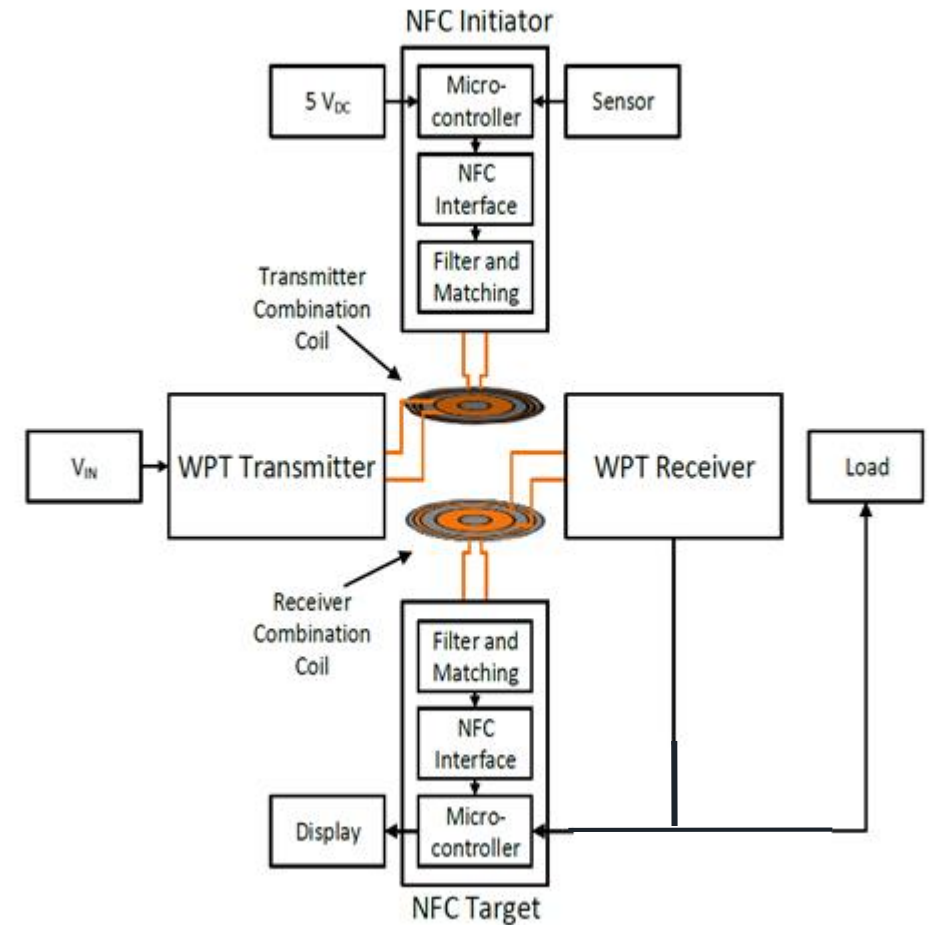 NFC Initiator
5 VDC
Micro-
controller
Sensor
NFC
Interface
Filter and
Matching
Transmitter
Combination
Coil
VIN
WPT Transmitter
WPT Receiver
Load
Receiver
Combination
Coil
Filter and
Matching
NFC
Interface
Display
Micro-
controller
NFC Target